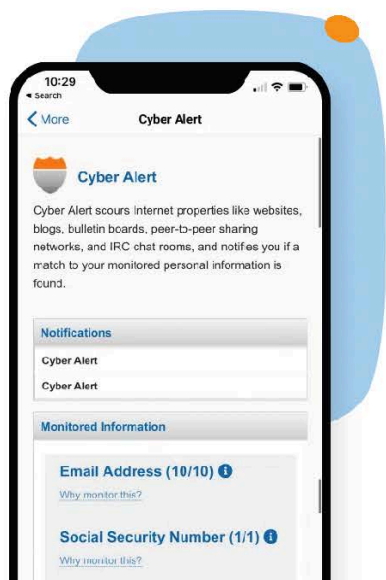 10:29
Search
More
Cyber Alert
Cyber Alert
Cyber Alert scours Internet properties like websites,
blogs, bulletin boards, peer-to-peer sharing
networks, and IRC chat rooms, and notifies you if a
match to your monitored personal information is
found.
Notifications
Cyber Alert
Cyber Alert
Monitored Information
Email Address (10/10)
Why monitor this?
Social Security Number (1/1)
Why monitor this?